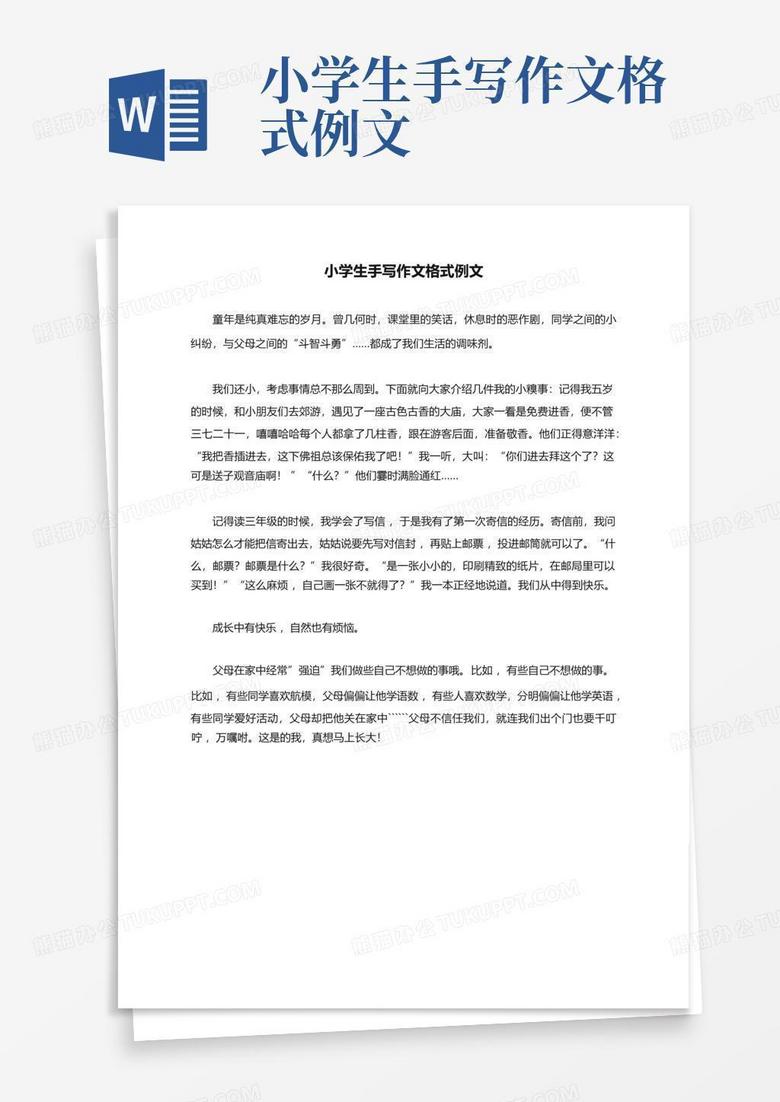 小学生手写作文格
式例文
W
小学生手写作文格式例文
童年是纯真难忘的岁月。曾几何时，课堂里的笑话，休息时的恶作剧，同学之间的小
纠纷，与父母之间的“斗智斗勇”……都成了我们生活的调味剂。
我们还小，考虑事情总不那么周到。下面就向大家介绍几件我的小糗事：记得我五岁
的时候，和小朋友们去郊游，遇见了一座古色古香的大庙，大家一看是免费进香，便不管
三七二十一，嘻嘻哈哈每个人都拿了几柱香，跟在游客后面，准备敬香。他们正得意洋洋：
“我把香插进去，这下佛祖总该保佑我了吧！”我一听，大叫：“你们进去拜这个了？这
可是送子观音庙啊！ ” “什么？”他们霎时满脸通红……
记得读三年级的时候，我学会了写信 ，于是我有了第一次寄信的经历。寄信前，我问
姑姑怎么才能把信寄出去，姑姑说要先写对信封 ，再贴上邮票 ，投进邮筒就可以了。“什
么，邮票？邮票是什么？”我很好奇。“是一张小小的，印刷精致的纸片，在邮局里可以
买到！” “这么麻烦 ，自己画一张不就得了？”我一本正经地说道。我们从中得到快乐。
成长中有快乐 ，自然也有烦恼。
父母在家中经常”强迫”我们做些自己不想做的事哦。比如 ，有些自己不想做的事。
比如 ，有些同学喜欢航模，父母偏偏让他学语数 ，有些人喜欢数学，分明偏偏让他学英语 ，
有些同学爱好活动，父母却把他关在家中``````父母不信任我们，就连我们出个门也要千叮
咛 ，万嘱咐。这是的我，真想马上长大！
熊猫办公TUKUPPT.COM